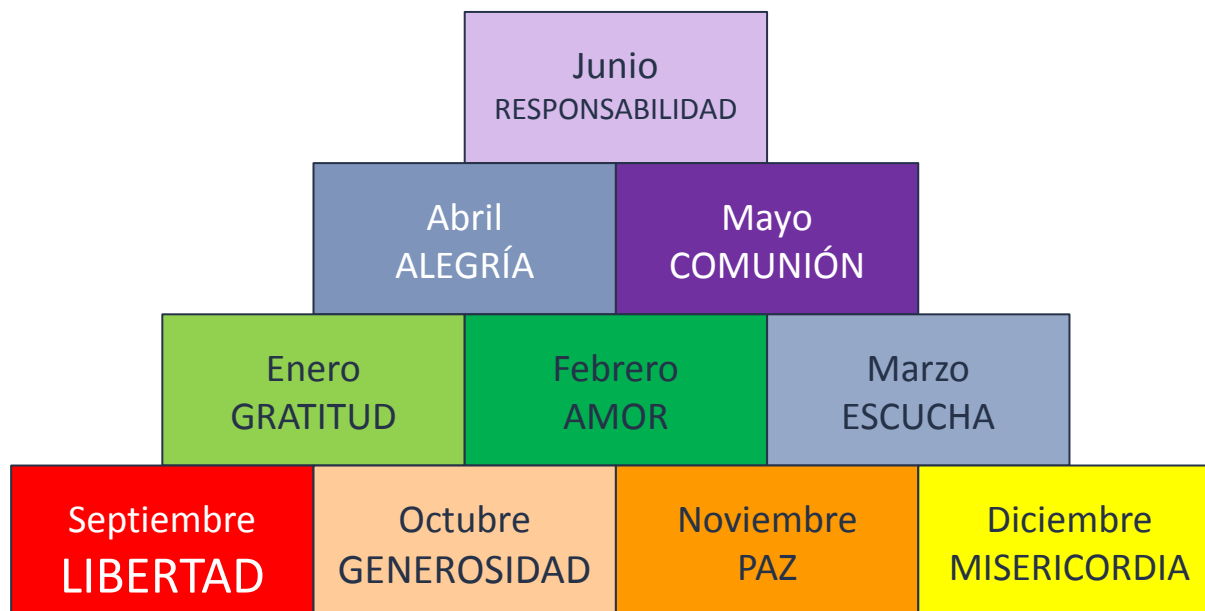 Junio
RESPONSABILIDAD
Abril
ALEGRÍA
Mayo
COMUNIÓN
Enero
GRATITUD
Febrero
AMOR
Marzo
ESCUCHA
Septiembre
LIBERTAD
Octubre
GENEROSIDAD
Noviembre
PAZ
Diciembre
MISERICORDIA